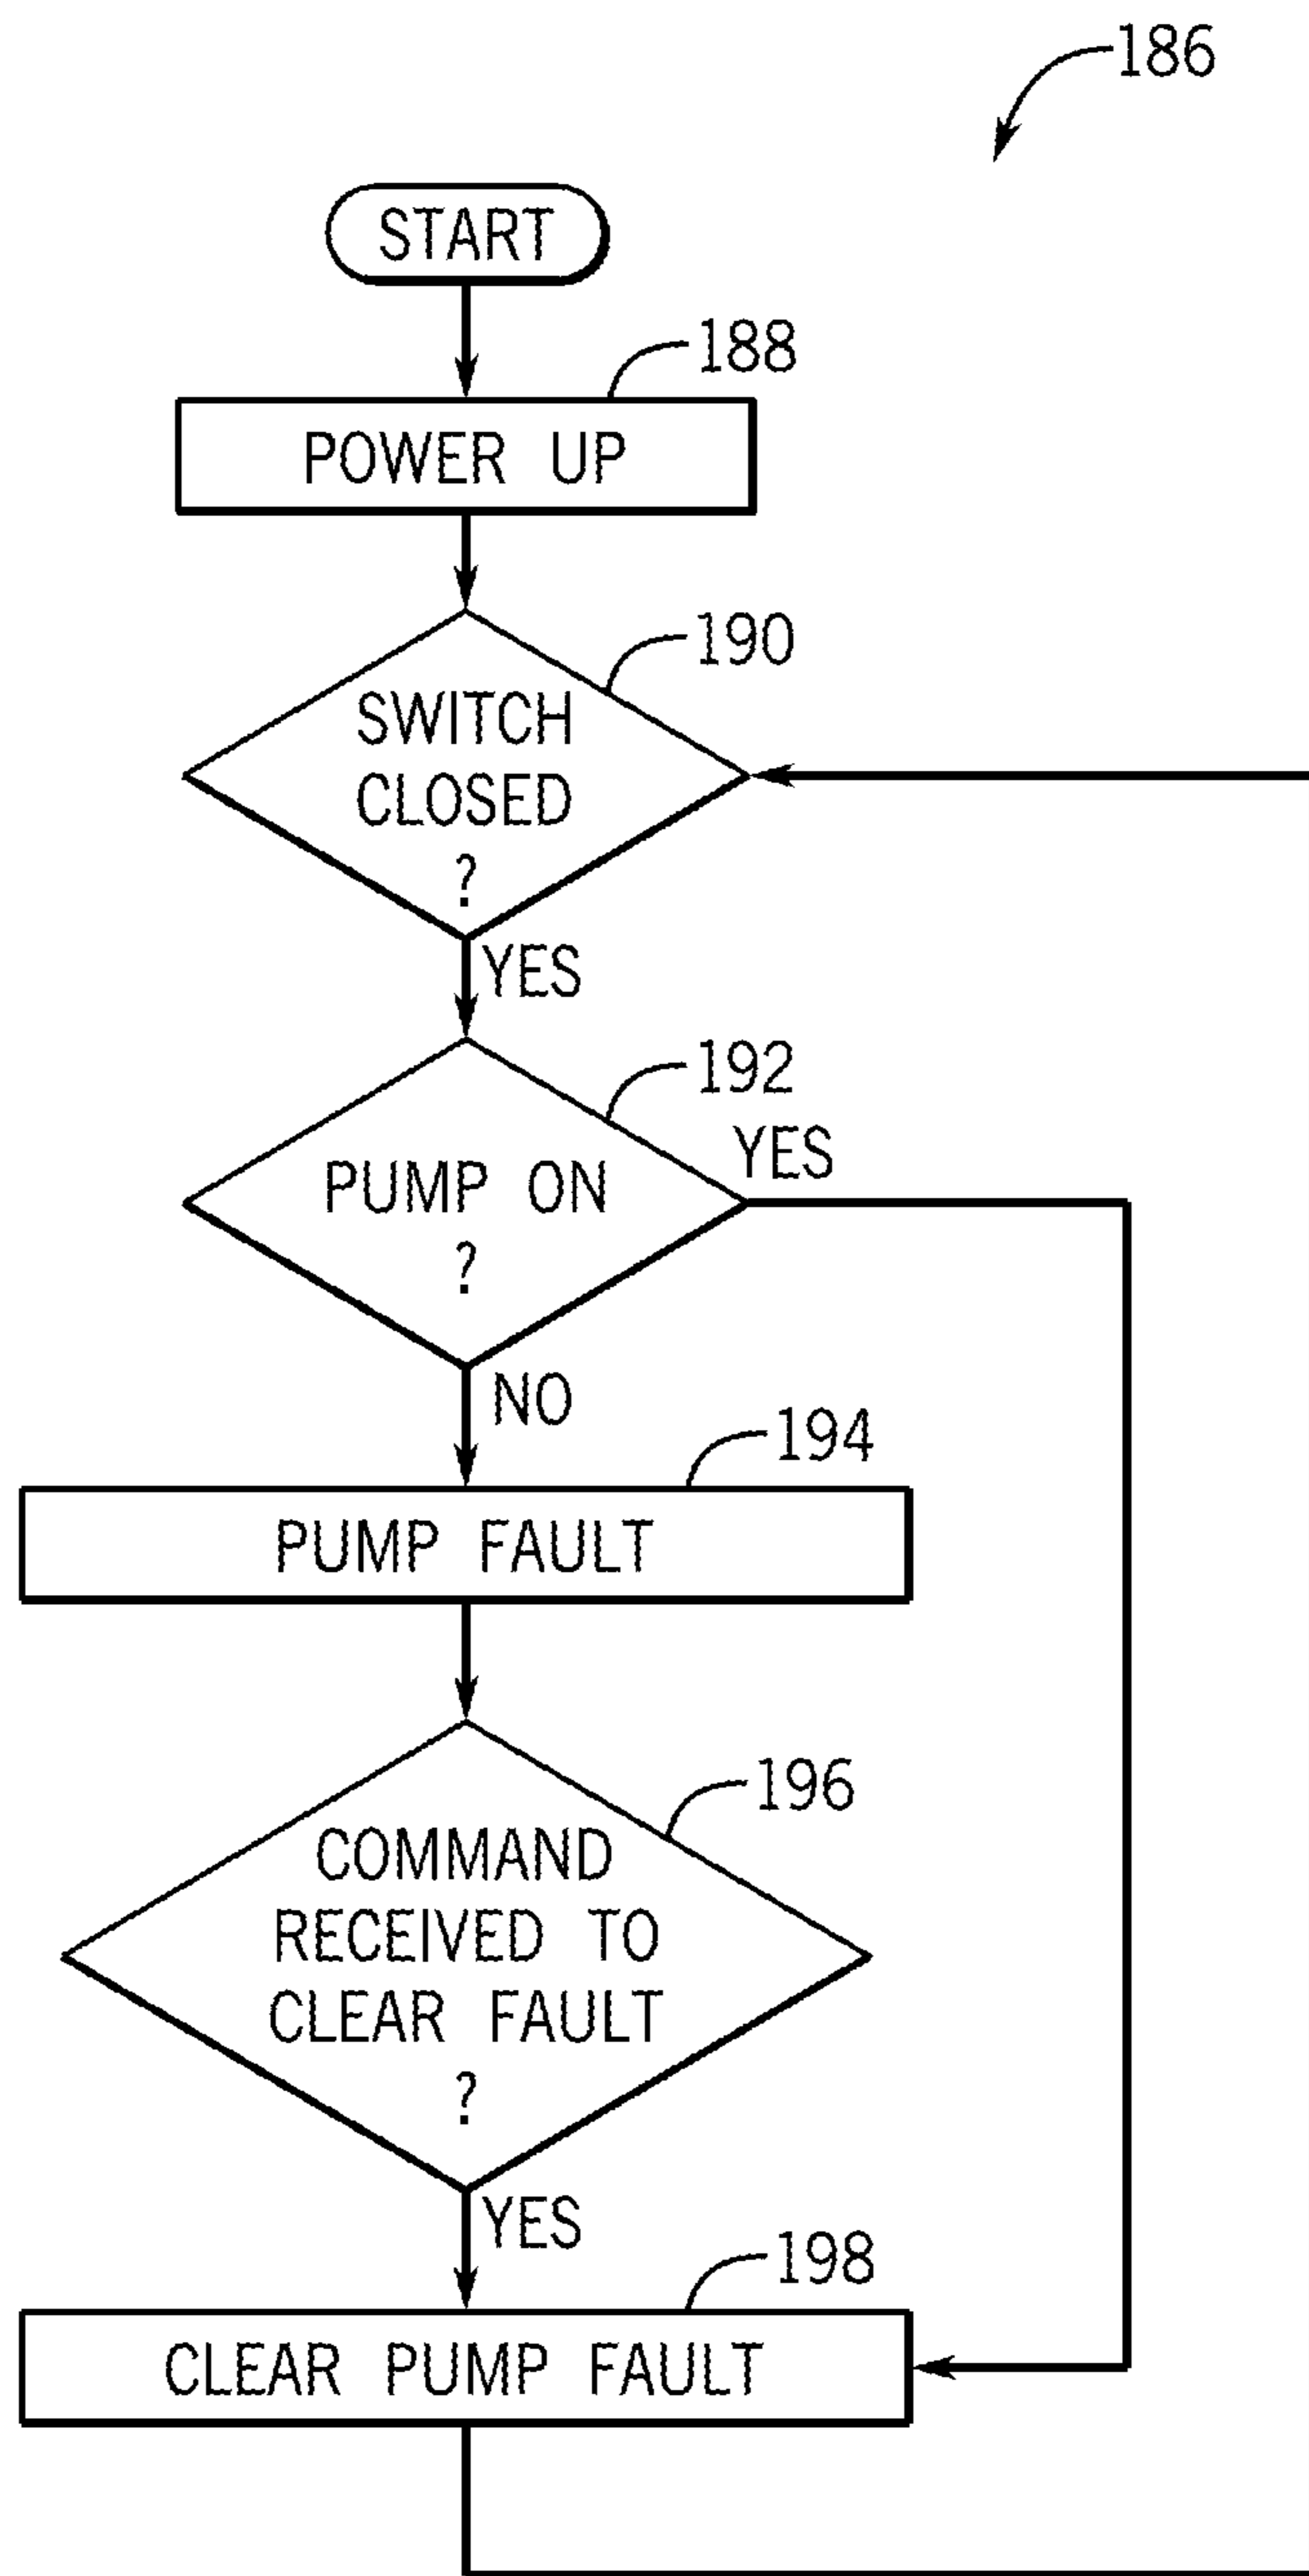 186
START
188
POWER UP
190
SWITCH
CLOSED
?
YES
192
YES
PUMP ON
?
NO
194
PUMP FAULT
196
COMMAND
RECEIVED TO
CLEAR FAULT
?
YES
198
CLEAR PUMP FAULT